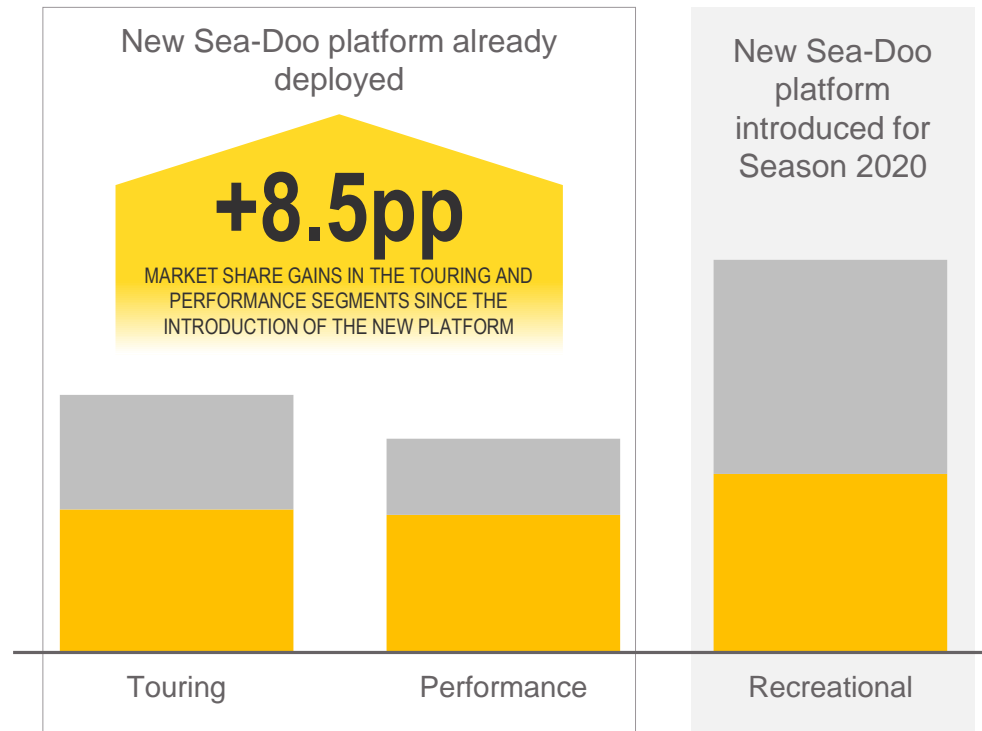 New Sea-Doo platform already
deployed
+8.5pp
MARKET SHARE GAINS IN THE TOURING AND
PERFORMANCE SEGMENTS SINCE THE
INTRODUCTION OF THE NEW PLATFORM
New Sea-Doo
platform
introduced for
Season 2020
Touring
Performance
Recreational